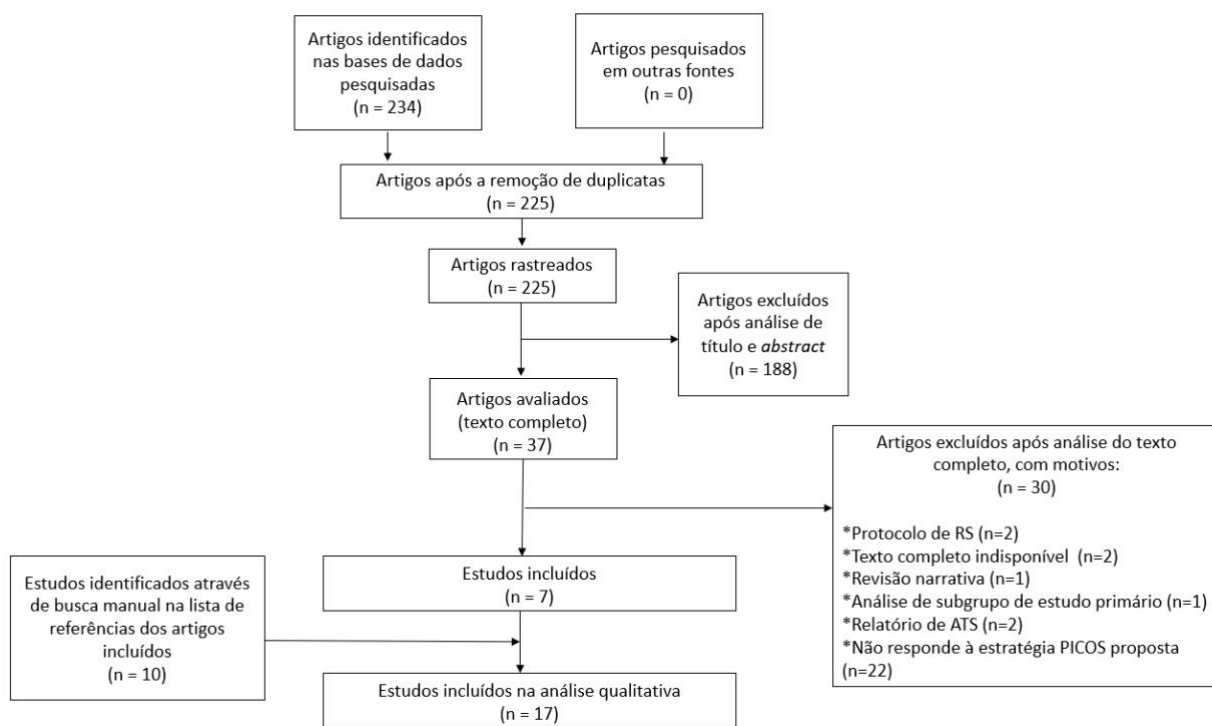 Artigos identificados
nas bases de dados
pesquisadas
(n = 234)
Artigos pesquisados
em outras fontes
(n = 0)
Artigos após a remoção de duplicatas
(n = 225)
Artigos rastreados
(n = 225)
Artigos excluídos
após análise de
título e abstract
(n = 188)
Artigos avaliados
(texto completo)
(n = 37)
Artigos excluídos após análise do texto
completo, com motivos:
(n = 30)
*Protocolo de RS (n=2)
*Texto completo indisponível (n=2)
*Revisão narrativa (n=1)
*Análise de subgrupo de estudo primário (n=1)
*Relatório de ATS (n=2)
*Não responde à estratégia PICOS proposta
(n=22)
Estudos incluídos
(n = 7)
Estudos identificados através
de busca manual na lista de
referências dos artigos
incluídos
(n = 10)
Estudos incluídos na análise qualitativa
(n = 17)